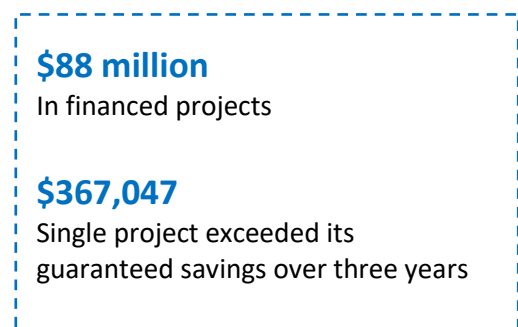 $88 million
In financed projects
$367,047
Single project exceeded its
guaranteed savings over three years